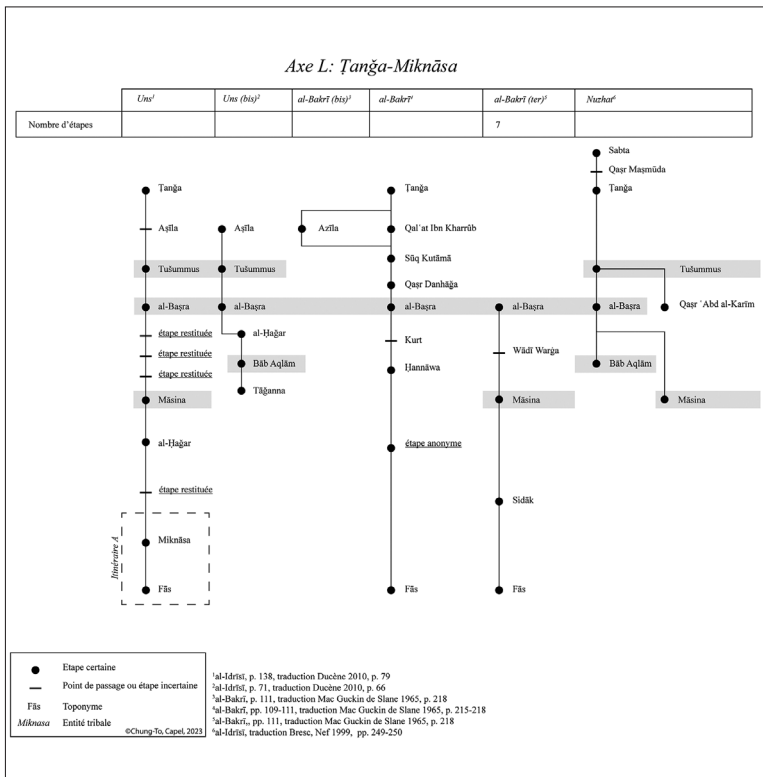 Axe L: Ṭanǧa-Miknāsa
Uns¹ Uns (bis)² al-Bakrī (bis)³ al-Bakrī⁴ al-Bakrī (ter)⁵ Nuzhat⁶
Nombre d'étapes 7
Sabta
Qaṣr Maṣmūda
Ṭanǧa Ṭanǧa Ṭanǧa
Aṣīla Aṣīla Azīla Qalʿat Ibn Kharrūb
Sūq Kutāmā
Tušummus Tušummus Tušummus
Qaṣr Danhāǧa
al-Baṣra al-Baṣra al-Baṣra al-Baṣra al-Baṣra Qaṣr ʿAbd al-Karīm
étape restituée al-Ḥaǧar Kurt
étape restituée Wādī Warġa
Bāb Aqlām Ḥannāwa Bāb Aqlām
étape restituée
Tāǧanna
Māsina Māsina Māsina
al-Ḥaǧar étape anonyme
étape restituée Sidāk
Itinéraire A
Miknāsa
Fās Fās Fās
Etape certaine
Point de passage ou étape incertaine
Fās Toponyme
Miknasa Entité tribale
©Chung-To, Capel, 2023
¹al-Idrīsī, p. 138, traduction Ducène 2010, p. 79
²al-Idrīsī, p. 71, traduction Ducène 2010, p. 66
³al-Bakrī, p. 111, traduction Mac Guckin de Slane 1965, p. 218
⁴al-Bakrī, pp. 109-111, traduction Mac Guckin de Slane 1965, p. 215-218
⁵al-Bakrī,, pp. 111, traduction Mac Guckin de Slane 1965, p. 218
⁶al-Idrīsī, traduction Bresc, Nef 1999, pp. 249-250